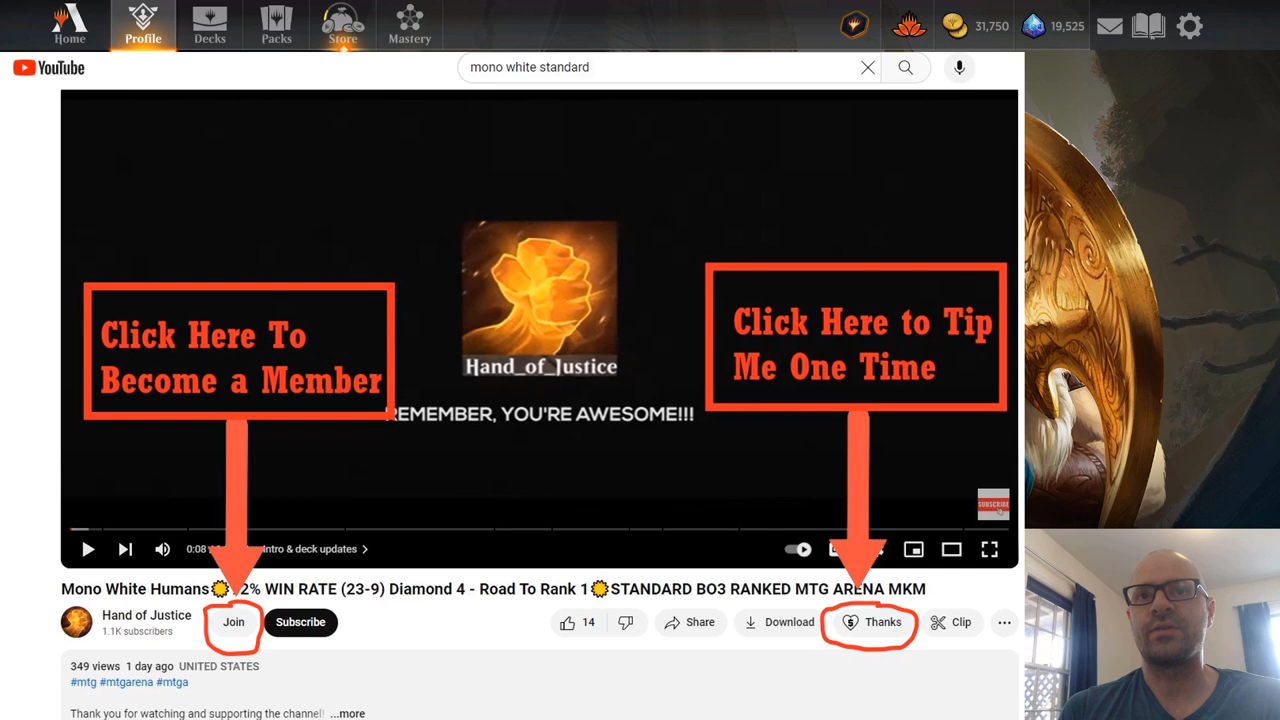 Home
Profile
Decks
Packs
Store
Mastery
31,750
19,525
YouTube
mono white standard
Click Here To
Become a Member
Hand_of_Justice
REMEMBER, YOU'RE AWESOME!!!
Click Here to Tip
Me One Time
SUBSCRIBE
0:08
Intro & deck updates
Mono White Humans 2% WIN RATE (23-9) Diamond 4 - Road To Rank 1 STANDARD BO3 RANKED MTG ARENA MKM
Hand of Justice
1.1K subscribers
Join
Subscribe
14
Share
Download
Thanks
Clip
349 views 1 day ago UNITED STATES
#mtg #mtgarena #mtga
Thank you for watching and supporting the channel! ...more